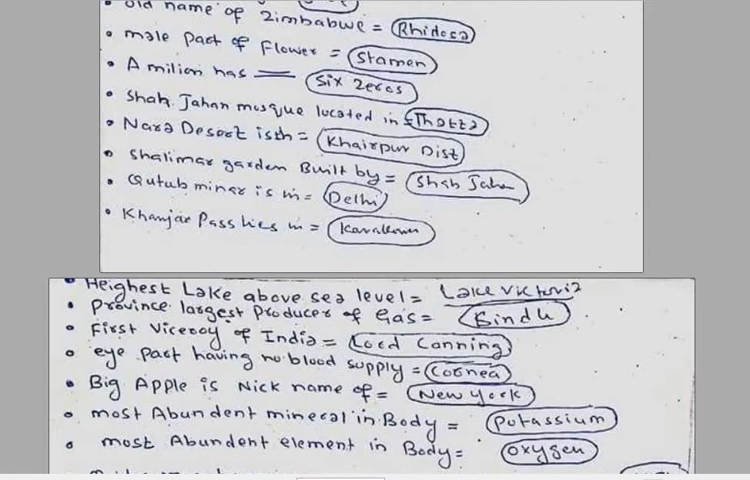 • Old name of Zimbabwe = Rhidosa
• male part of Flower = Stamen
• A milion has — Six Zeros
• Shah Jahan mosque located in = Thatta
• Nara Desert is in = Khairpur Dist
• Shalimar garden Built by = Shah Jahan
• Qutub minar is in = Delhi
• Khanjar Pass lies in =
• Heighest Lake above sea level = Lake Victoria
• Province largest Producer of Gas = Sindh
• First Viceroy of India = Lord Canning
• eye part having no blood supply = Cornea
• Big Apple is Nick name of = New York
• most Abundent mineral in Body = Potassium
• most Abundent element in Body = Oxygen